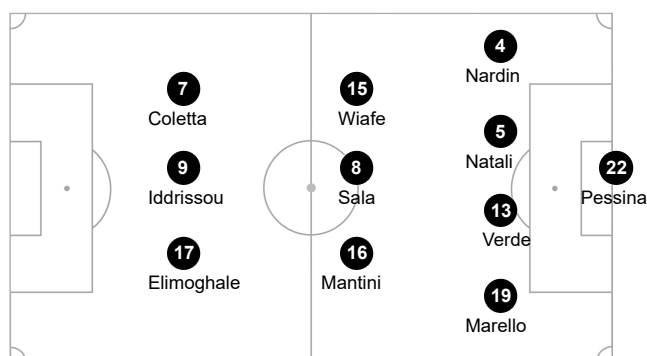 4
Nardin
7
Coletta
15
Wiafe
5
Natali
9
Iddrissou
8
Sala
22
Pessina
13
Verde
17
Elimoghale
16
Mantini
19
Marello